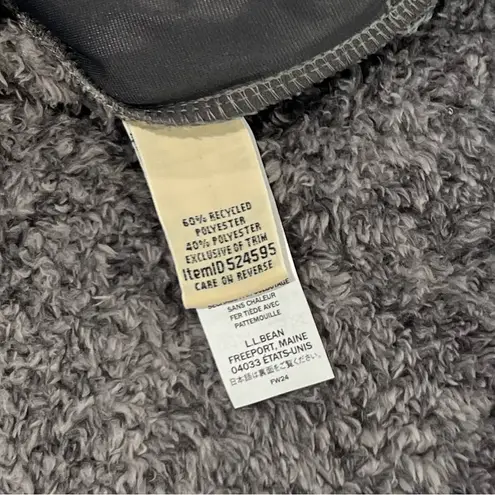 60% RECYCLED
POLYESTER
40% POLYESTER
EXCLUSIVE OF TRIM
ItemID 524595
CARE ON REVERSE
SANS CHALEUR
FER TIÈDE AVEC
PATTEMOUILLE
L.L.BEAN
FREEPORT, MAINE
04033 ÉTATS-UNIS
日本語は裏面をご覧ください。
FW24